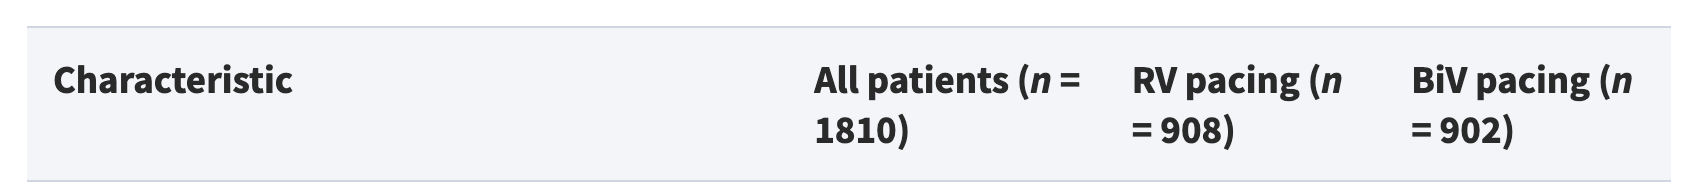 Characteristic
All patients (n =
1810)
RV pacing (n
= 908)
BiV pacing (n
= 902)